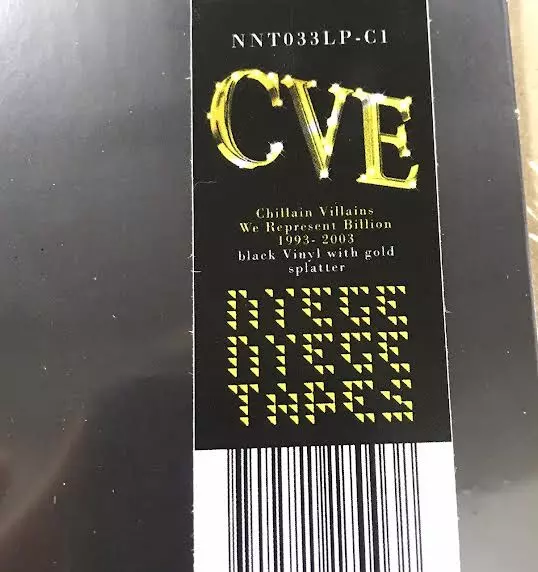 NNT033LP-C1
CVE
Chillain Villains
We Represent Billion
1993- 2003
black Vinyl with gold
splatter
NYEGE
NYEGE
TAPES